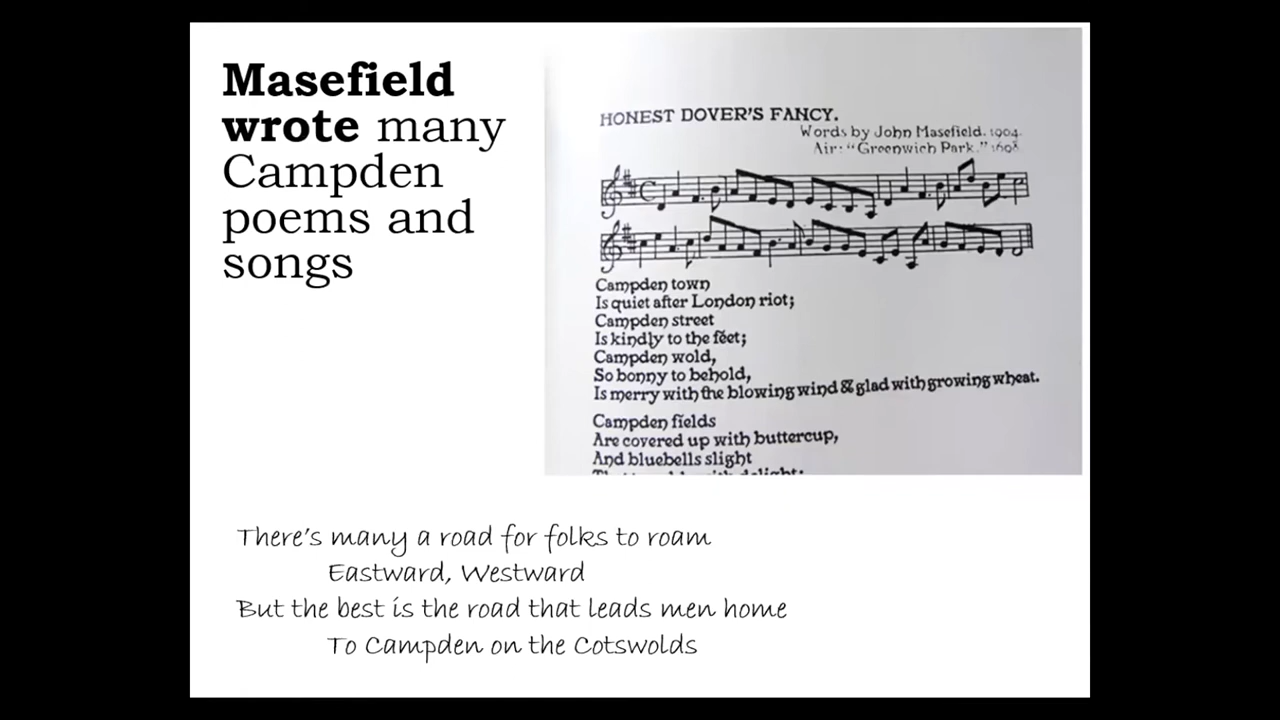 Masefield
wrote many
Campden
poems and
songs
HONEST DOVER'S FANCY.
Words by John Masefield. 1904.
Air: "Greenwich Park." 1698
Campden town
Is quiet after London riot;
Campden street
Is kindly to the feet;
Campden wold,
So bonny to behold,
Is merry with the blowing wind & glad with growing wheat.
Campden fields
Are covered up with buttercup,
And bluebells slight
delight:
There's many a road for folks to roam
Eastward, Westward
But the best is the road that leads men home
To Campden on the Cotswolds